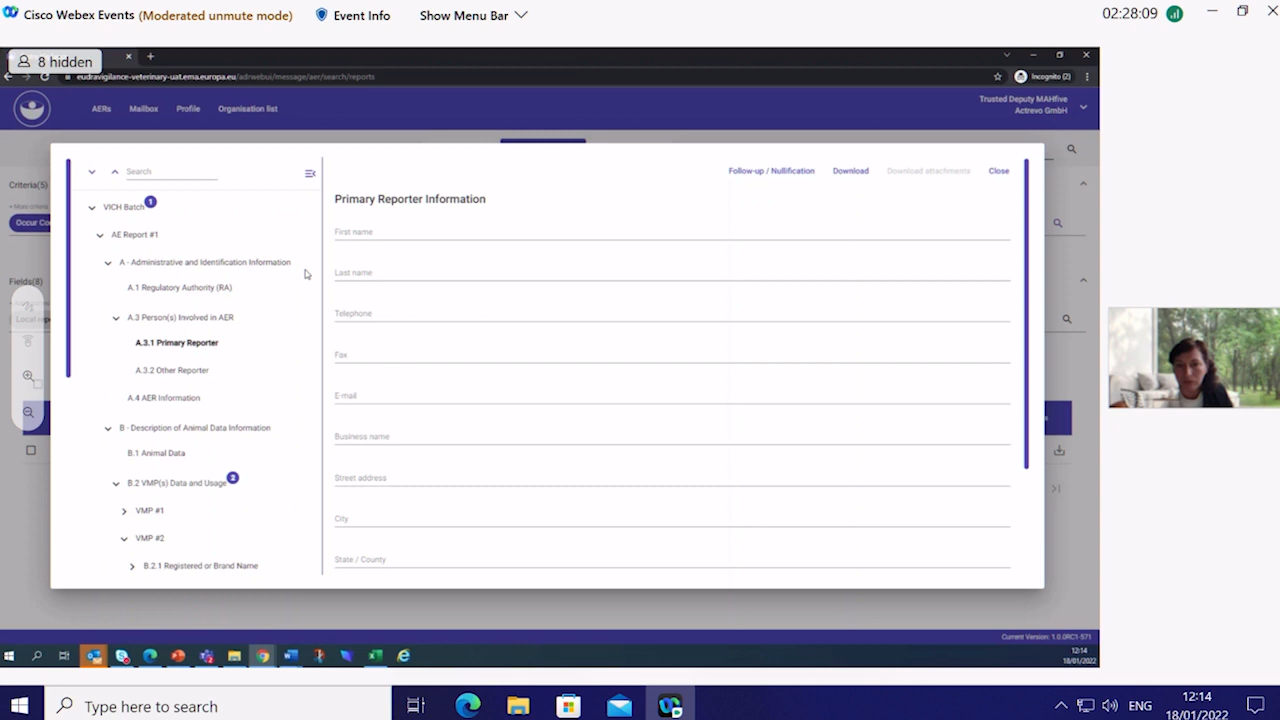 Cisco Webex Events (Moderated unmute mode)
Event Info
Show Menu Bar
02:28:09
8 hidden
eudravigilance-veterinary-uat.ema.europa.eu/adrwebui/message/aer/search/reports
Incognito (2)
AERs
Mailbox
Profile
Organisation list
Trusted Deputy MAHfive
Actrevo GmbH
Search
Follow-up / Nullification
Download
Download attachments
Close
Criteria(5)
Occur Co
Fields(8)
Local rep
VICH Batch 1
AE Report #1
A - Administrative and Identification Information
A.1 Regulatory Authority (RA)
A.3 Person(s) Involved in AER
A.3.1 Primary Reporter
A.3.2 Other Reporter
A.4 AER Information
B - Description of Animal Data Information
B.1 Animal Data
B.2 VMP(s) Data and Usage 2
VMP #1
VMP #2
B.2.1 Registered or Brand Name
Primary Reporter Information
First name
Last name
Telephone
Fax
E-mail
Business name
Street address
City
State / County
Current Version: 1.0.0RC1-571
12:14
18/01/2022
Type here to search
ENG
12:14
18/01/2022